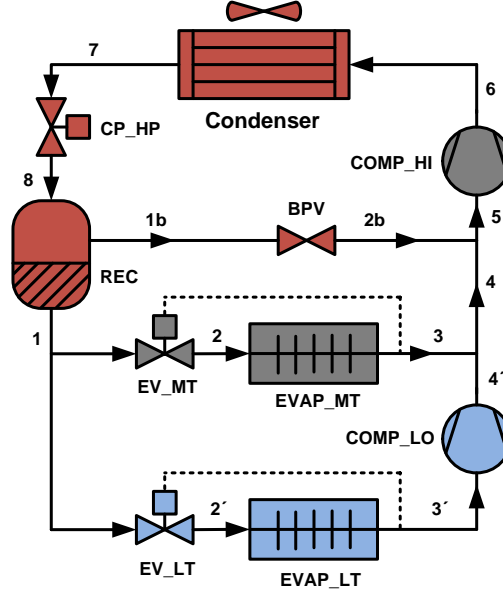 7
6
Condenser
CP_HP
COMP_HI
8
1b
BPV
2b
5
REC
4
1
2
3
EV_MT
EVAP_MT
4´
COMP_LO
2´
3´
EV_LT
EVAP_LT